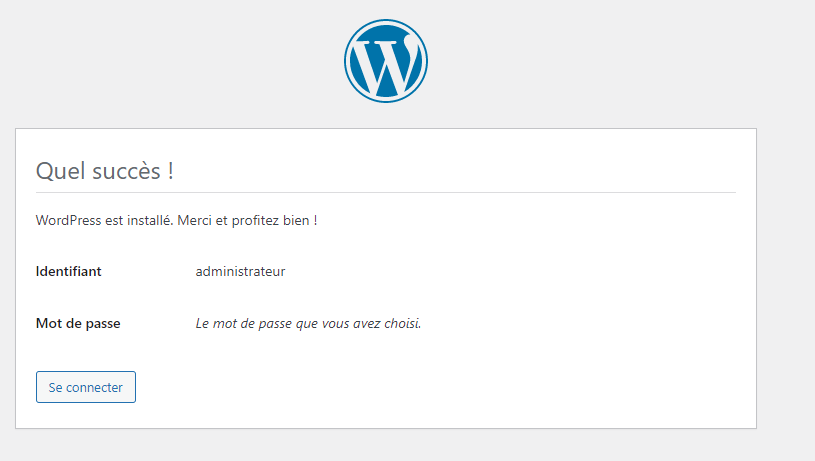 Quel succès !
WordPress est installé. Merci et profitez bien !
Identifiant administrateur
Mot de passe Le mot de passe que vous avez choisi.
Se connecter